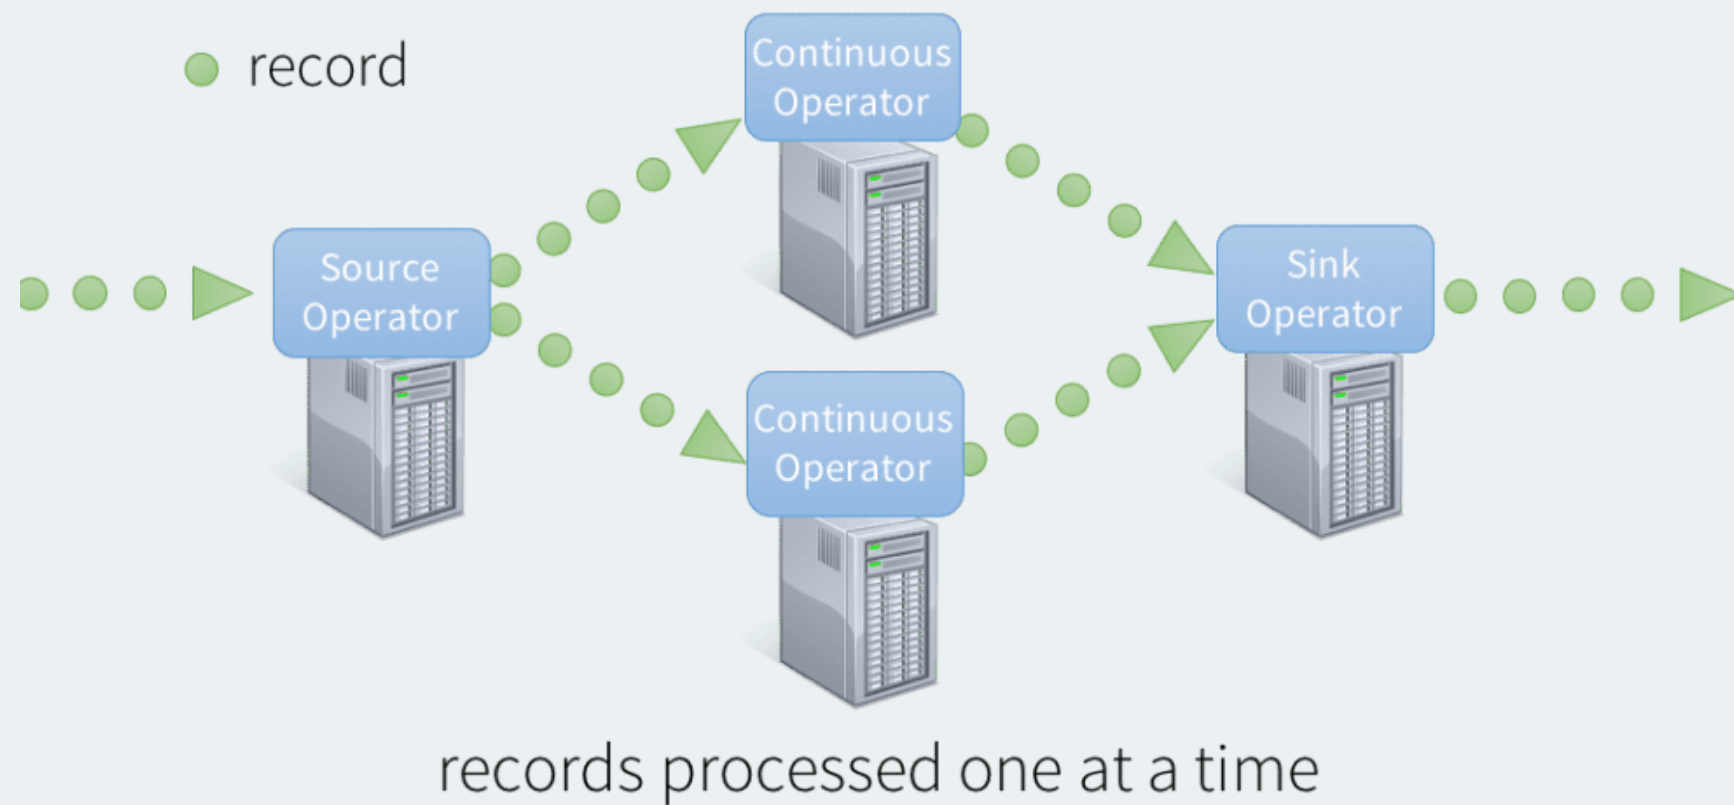 record
Continuous
Operator
Source
Operator
Sink
Operator
Continuous
Operator
records processed one at a time